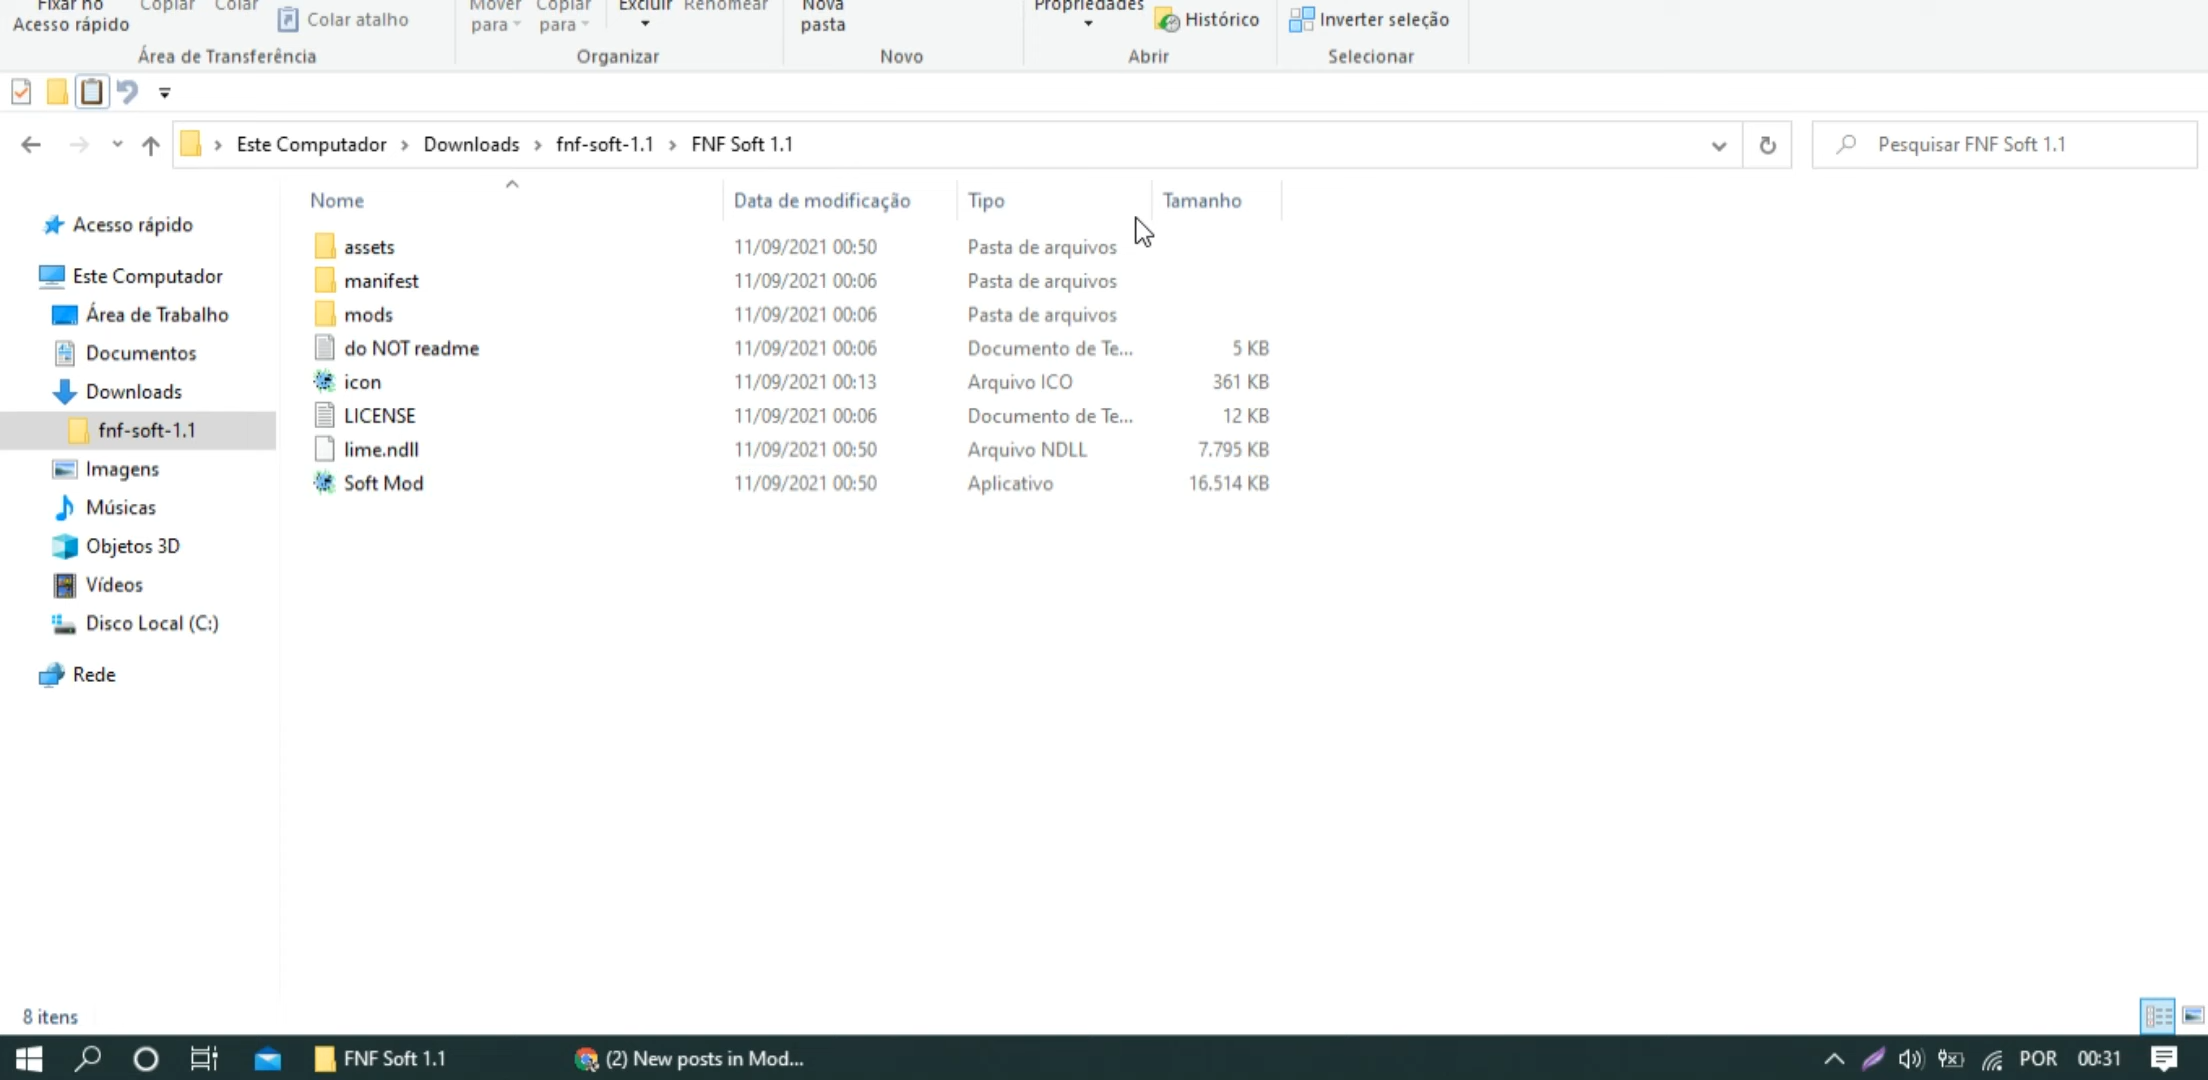 Fixar no Copiar Colar Mover Copiar Excluir Renomear Nova Propriedades
Acesso rápido Colar atalho para para pasta Histórico Inverter seleção
Área de Transferência Organizar Novo Abrir Selecionar
Este Computador > Downloads > fnf-soft-1.1 > FNF Soft 1.1 Pesquisar FNF Soft 1.1
Nome Data de modificação Tipo Tamanho
Acesso rápido
Este Computador
Área de Trabalho
Documentos
Downloads
fnf-soft-1.1
Imagens
Músicas
Objetos 3D
Vídeos
Disco Local (C:)
Rede
assets 11/09/2021 00:50 Pasta de arquivos
manifest 11/09/2021 00:06 Pasta de arquivos
mods 11/09/2021 00:06 Pasta de arquivos
do NOT readme 11/09/2021 00:06 Documento de Te... 5 KB
icon 11/09/2021 00:13 Arquivo ICO 361 KB
LICENSE 11/09/2021 00:06 Documento de Te... 12 KB
lime.ndll 11/09/2021 00:50 Arquivo NDLL 7.795 KB
Soft Mod 11/09/2021 00:50 Aplicativo 16.514 KB
8 itens
FNF Soft 1.1 (2) New posts in Mod... POR 00:31